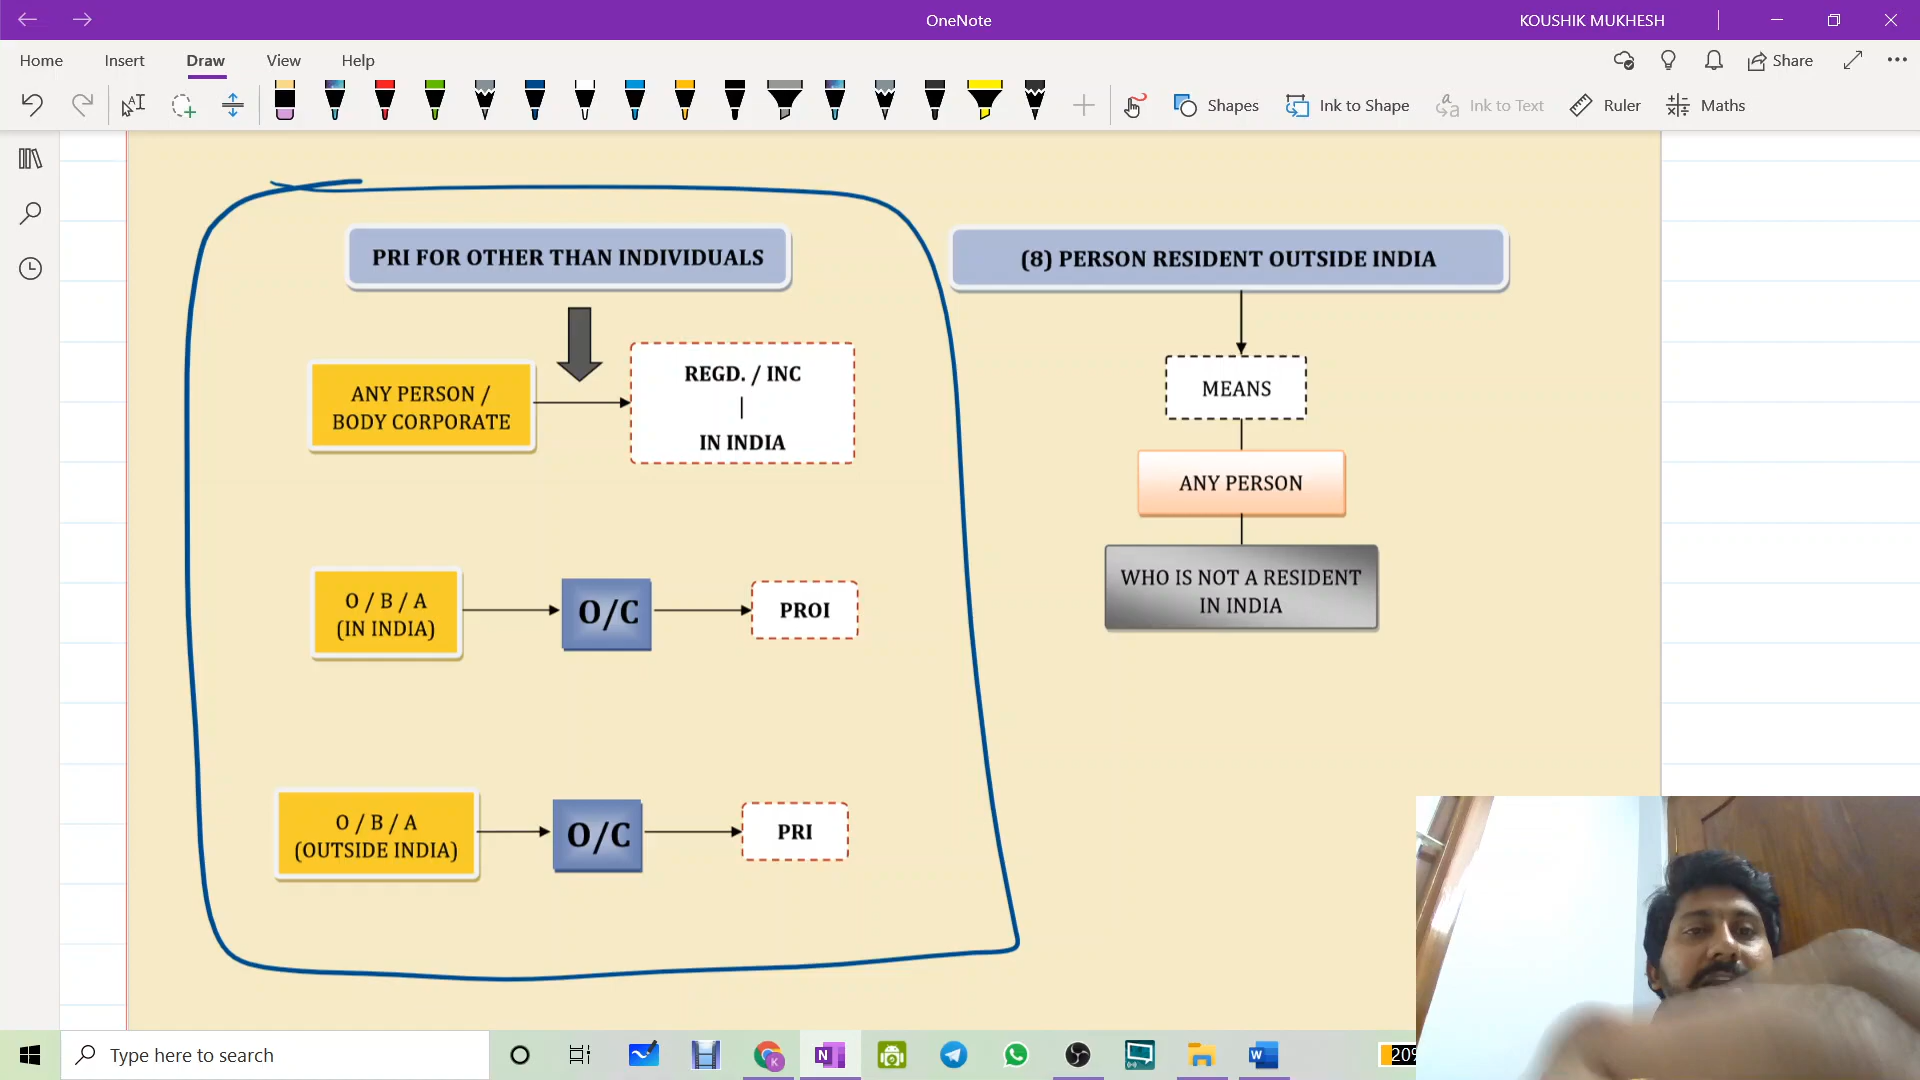 OneNote
KOUSHIK MUKHESH
Home Insert Draw View Help
Share
Shapes Ink to Shape Ink to Text Ruler Maths
PRI FOR OTHER THAN INDIVIDUALS
ANY PERSON /
BODY CORPORATE
REGD. / INC
|
IN INDIA
O / B / A
(IN INDIA)
O/C
PROI
O / B / A
(OUTSIDE INDIA)
O/C
PRI
(8) PERSON RESIDENT OUTSIDE INDIA
MEANS
ANY PERSON
WHO IS NOT A RESIDENT
IN INDIA
Type here to search
20%